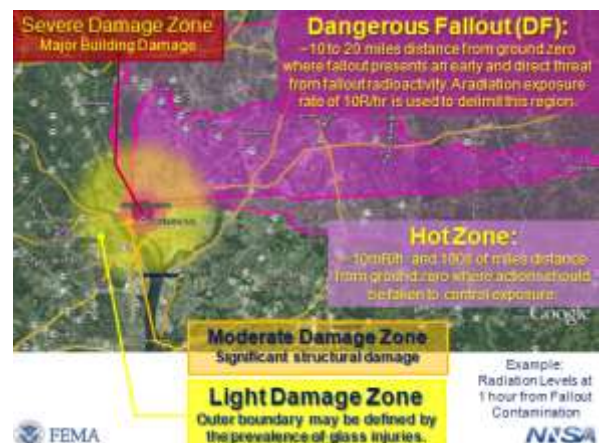 Severe Damage Zone
Major Building Damage
Dangerous Fallout (DF):
~10 to 20 miles distance from ground zero
where fallout presents an early and direct threat
from fallout radioactivity. A radiation exposure
rate of 10R/hr is used to delimit this region.
Hot Zone:
~10mR/h and 100s of miles distance
from ground zero where action should
be taken to control exposure
Google
Moderate Damage Zone
Significant structural damage
Light Damage Zone
Outer boundary may be defined by
the prevalence of glass injuries.
Example:
Radiation Levels at
1 hour from Fallout
Contamination
FEMA
NNSA